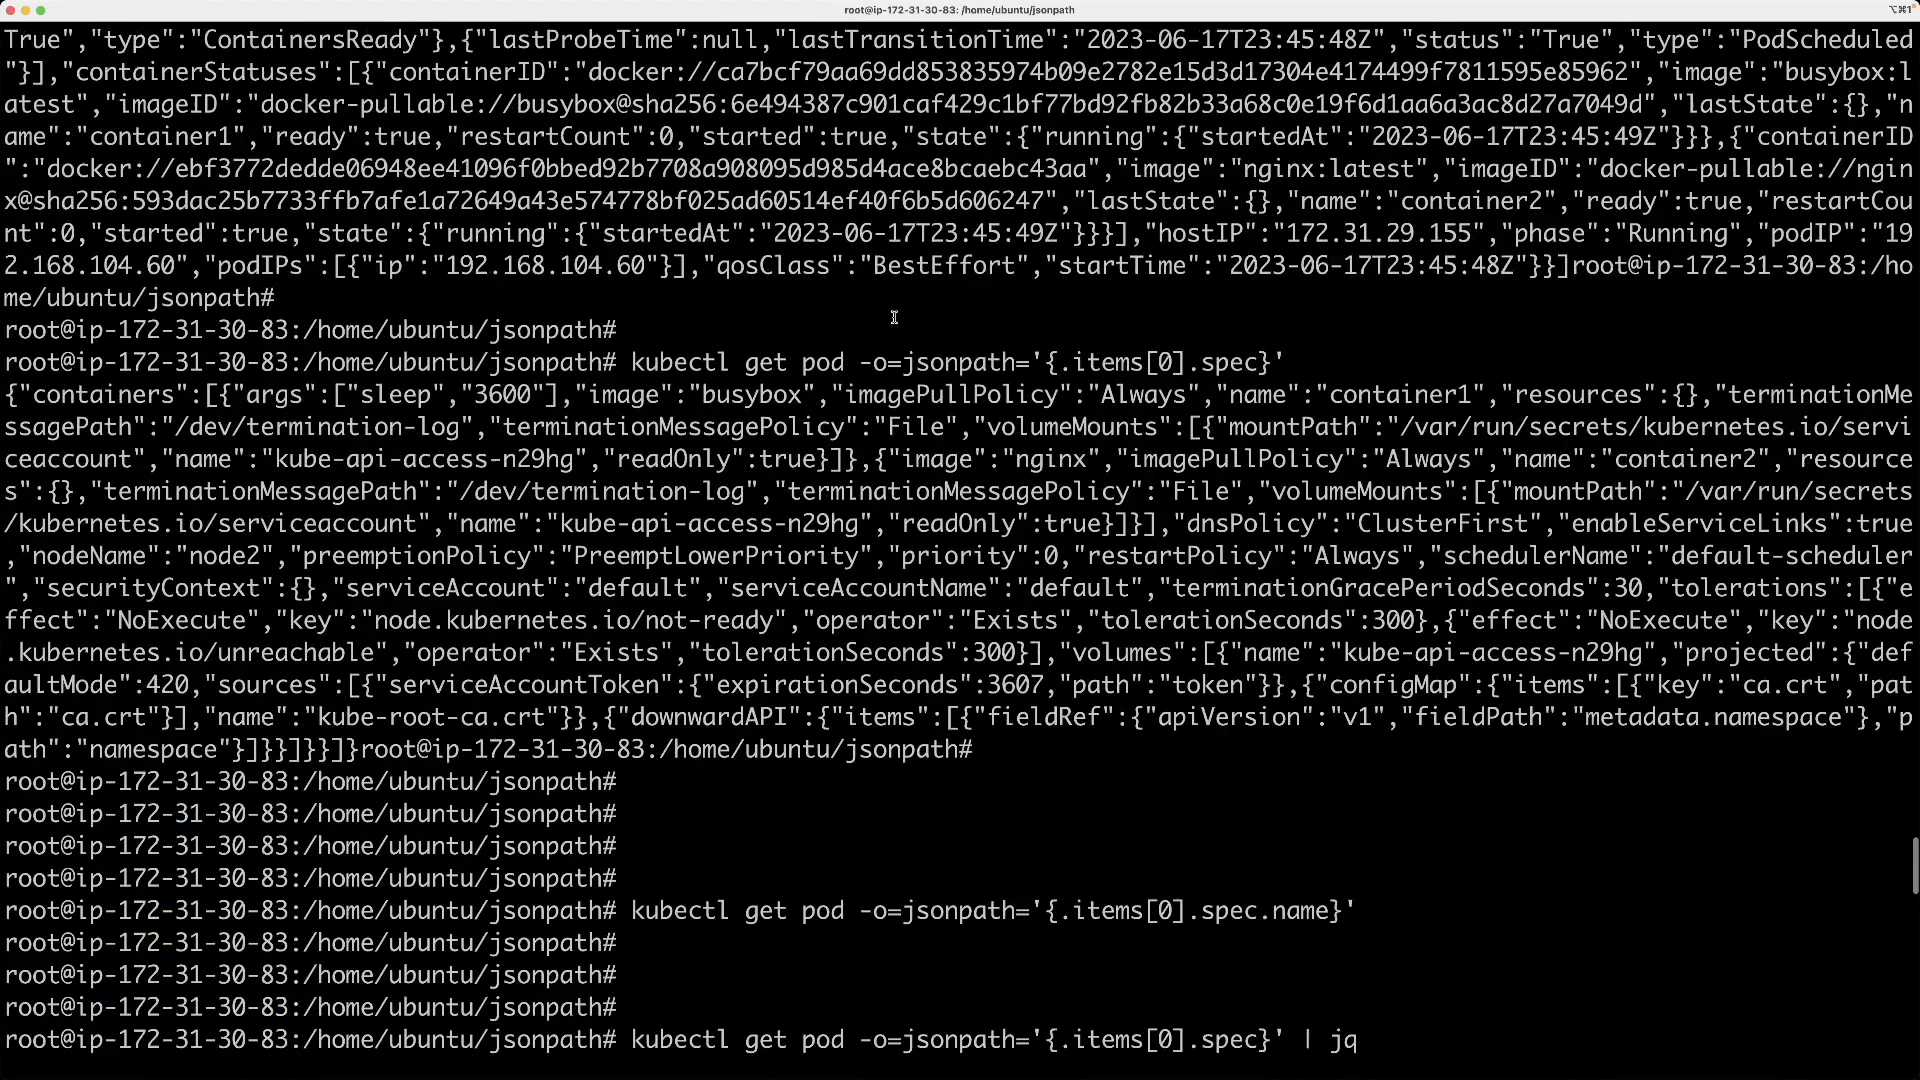 root@ip-172-31-30-83: /home/ubuntu/jsonpath
⌥⌘1
True","type":"ContainersReady"},{"lastProbeTime":null,"lastTransitionTime":"2023-06-17T23:45:48Z","status":"True","type":"PodScheduled
"}],"containerStatuses":[{"containerID":"docker://ca7bcf79aa69dd853835974b09e2782e15d3d17304e4174499f7811595e85962","image":"busybox:l
atest","imageID":"docker-pullable://busybox@sha256:6e494387c901caf429c1bf77bd92fb82b33a68c0e19f6d1aa6a3ac8d27a7049d","lastState":{},"n
ame":"container1","ready":true,"restartCount":0,"started":true,"state":{"running":{"startedAt":"2023-06-17T23:45:49Z"}}},{"containerID
":"docker://ebf3772dedde06948ee41096f0bbed92b7708a908095d985d4ace8bcaebc43aa","image":"nginx:latest","imageID":"docker-pullable://ngin
x@sha256:593dac25b7733ffb7afe1a72649a43e574778bf025ad60514ef40f6b5d606247","lastState":{},"name":"container2","ready":true,"restartCou
nt":0,"started":true,"state":{"running":{"startedAt":"2023-06-17T23:45:49Z"}}}],"hostIP":"172.31.29.155","phase":"Running","podIP":"19
2.168.104.60","podIPs":[{"ip":"192.168.104.60"}],"qosClass":"BestEffort","startTime":"2023-06-17T23:45:48Z"}}]root@ip-172-31-30-83:/ho
me/ubuntu/jsonpath#
root@ip-172-31-30-83:/home/ubuntu/jsonpath#
root@ip-172-31-30-83:/home/ubuntu/jsonpath# kubectl get pod -o=jsonpath='{.items[0].spec}'
{"containers":[{"args":["sleep","3600"],"image":"busybox","imagePullPolicy":"Always","name":"container1","resources":{},"terminationMe
ssagePath":"/dev/termination-log","terminationMessagePolicy":"File","volumeMounts":[{"mountPath":"/var/run/secrets/kubernetes.io/servi
ceaccount","name":"kube-api-access-n29hg","readOnly":true}]},{"image":"nginx","imagePullPolicy":"Always","name":"container2","resource
s":{},"terminationMessagePath":"/dev/termination-log","terminationMessagePolicy":"File","volumeMounts":[{"mountPath":"/var/run/secrets
/kubernetes.io/serviceaccount","name":"kube-api-access-n29hg","readOnly":true}]}],"dnsPolicy":"ClusterFirst","enableServiceLinks":true
,"nodeName":"node2","preemptionPolicy":"PreemptLowerPriority","priority":0,"restartPolicy":"Always","schedulerName":"default-scheduler
","securityContext":{},"serviceAccount":"default","serviceAccountName":"default","terminationGracePeriodSeconds":30,"tolerations":[{"e
ffect":"NoExecute","key":"node.kubernetes.io/not-ready","operator":"Exists","tolerationSeconds":300},{"effect":"NoExecute","key":"node
.kubernetes.io/unreachable","operator":"Exists","tolerationSeconds":300}],"volumes":[{"name":"kube-api-access-n29hg","projected":{"def
aultMode":420,"sources":[{"serviceAccountToken":{"expirationSeconds":3607,"path":"token"}},{"configMap":{"items":[{"key":"ca.crt","pat
h":"ca.crt"}],"name":"kube-root-ca.crt"}},{"downwardAPI":{"items":[{"fieldRef":{"apiVersion":"v1","fieldPath":"metadata.namespace"},"p
ath":"namespace"}]}}]}}]}root@ip-172-31-30-83:/home/ubuntu/jsonpath#
root@ip-172-31-30-83:/home/ubuntu/jsonpath#
root@ip-172-31-30-83:/home/ubuntu/jsonpath#
root@ip-172-31-30-83:/home/ubuntu/jsonpath#
root@ip-172-31-30-83:/home/ubuntu/jsonpath#
root@ip-172-31-30-83:/home/ubuntu/jsonpath# kubectl get pod -o=jsonpath='{.items[0].spec.name}'
root@ip-172-31-30-83:/home/ubuntu/jsonpath#
root@ip-172-31-30-83:/home/ubuntu/jsonpath#
root@ip-172-31-30-83:/home/ubuntu/jsonpath#
root@ip-172-31-30-83:/home/ubuntu/jsonpath# kubectl get pod -o=jsonpath='{.items[0].spec}' | jq